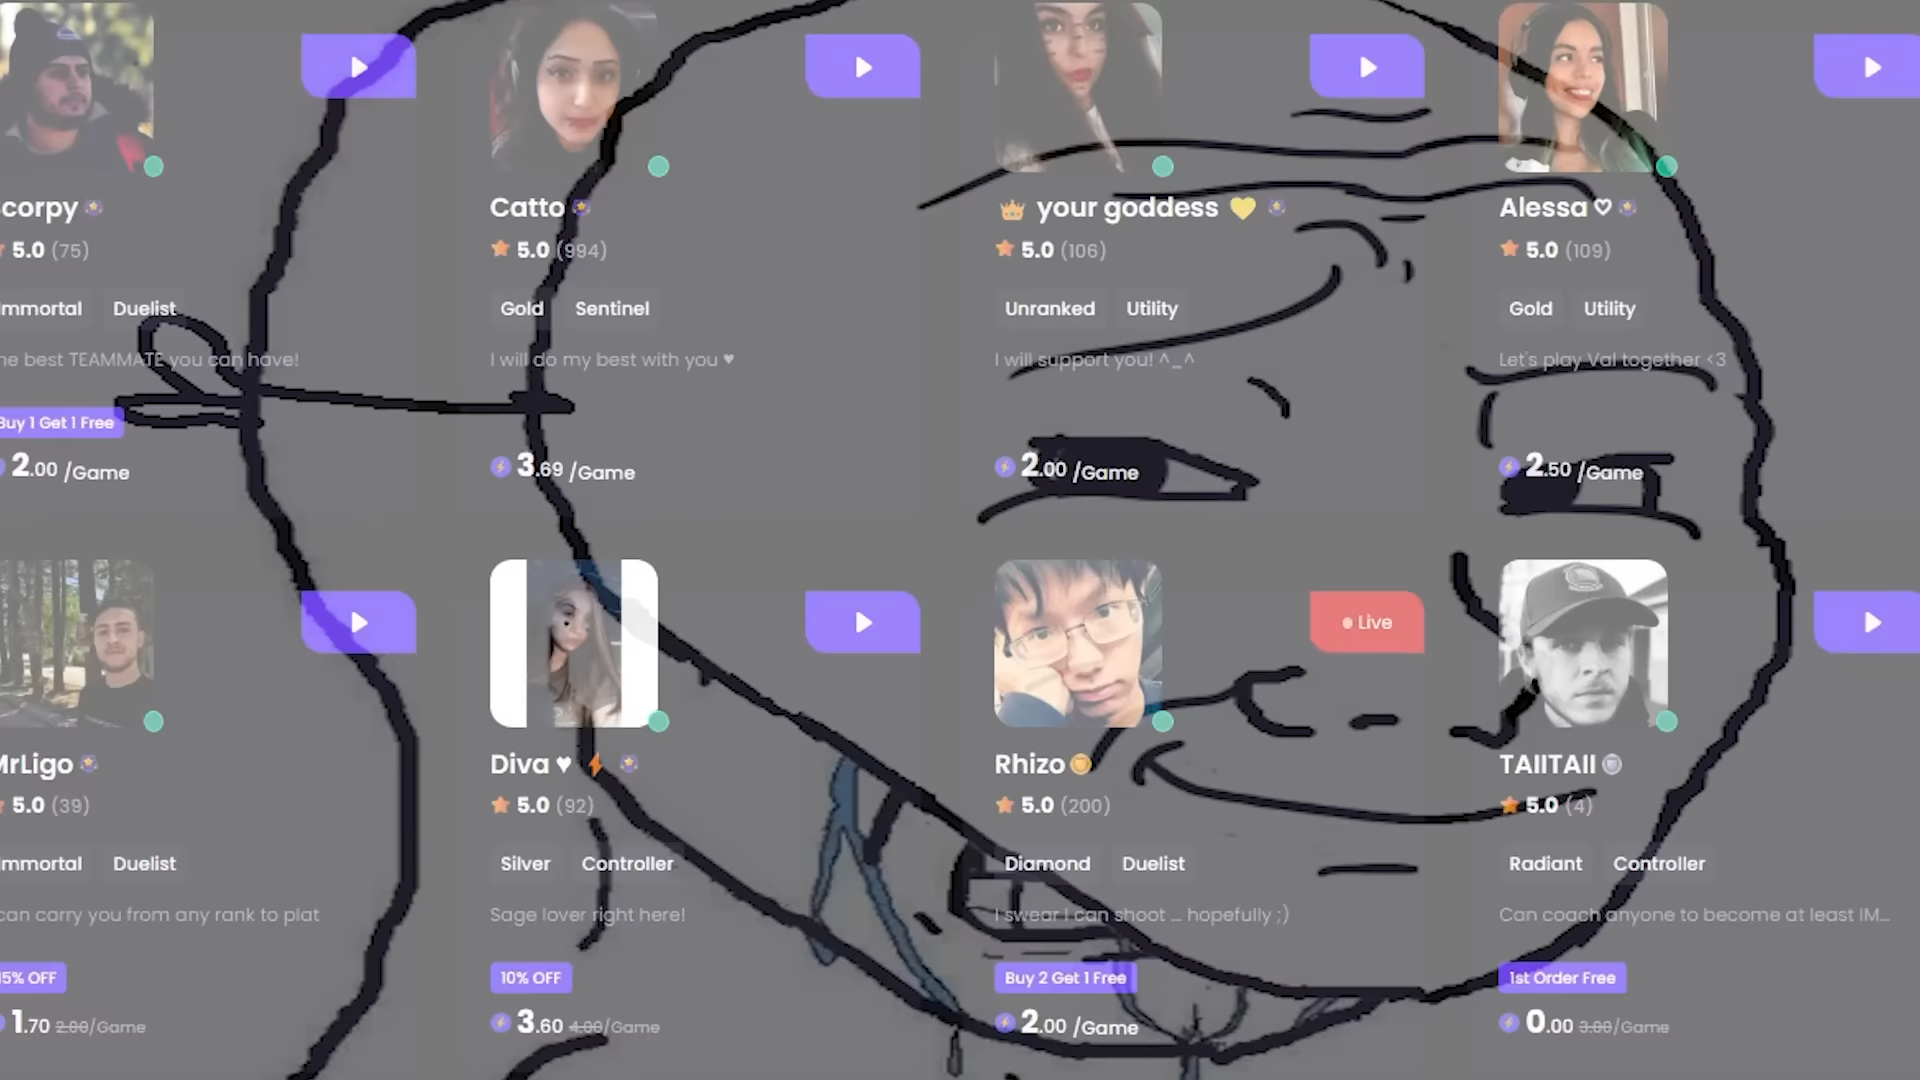 corpy
5.0 (75)
mmortal Duelist
he best TEAMMATE you can have!
Buy 1 Get 1 Free
2.00 /Game
Catto
5.0 (994)
Gold Sentinel
I will do my best with you ♥
3.69 /Game
your goddess
5.0 (106)
Unranked Utility
I will support you! ^_^
2.00 /Game
Alessa
5.0 (109)
Gold Utility
Let's play Val together <3
2.50 /Game
MrLigo
5.0 (39)
mmortal Duelist
can carry you from any rank to plat
15% OFF
1.70 2.00/Game
Diva ♥
5.0 (92)
Silver Controller
Sage lover right here!
10% OFF
3.60 4.00/Game
Live
Rhizo
5.0 (200)
Diamond Duelist
I swear I can shoot ... hopefully ;)
Buy 2 Get 1 Free
2.00 /Game
TAIITAII
5.0 (4)
Radiant Controller
Can coach anyone to become at least IM...
1st Order Free
0.00 3.00/Game